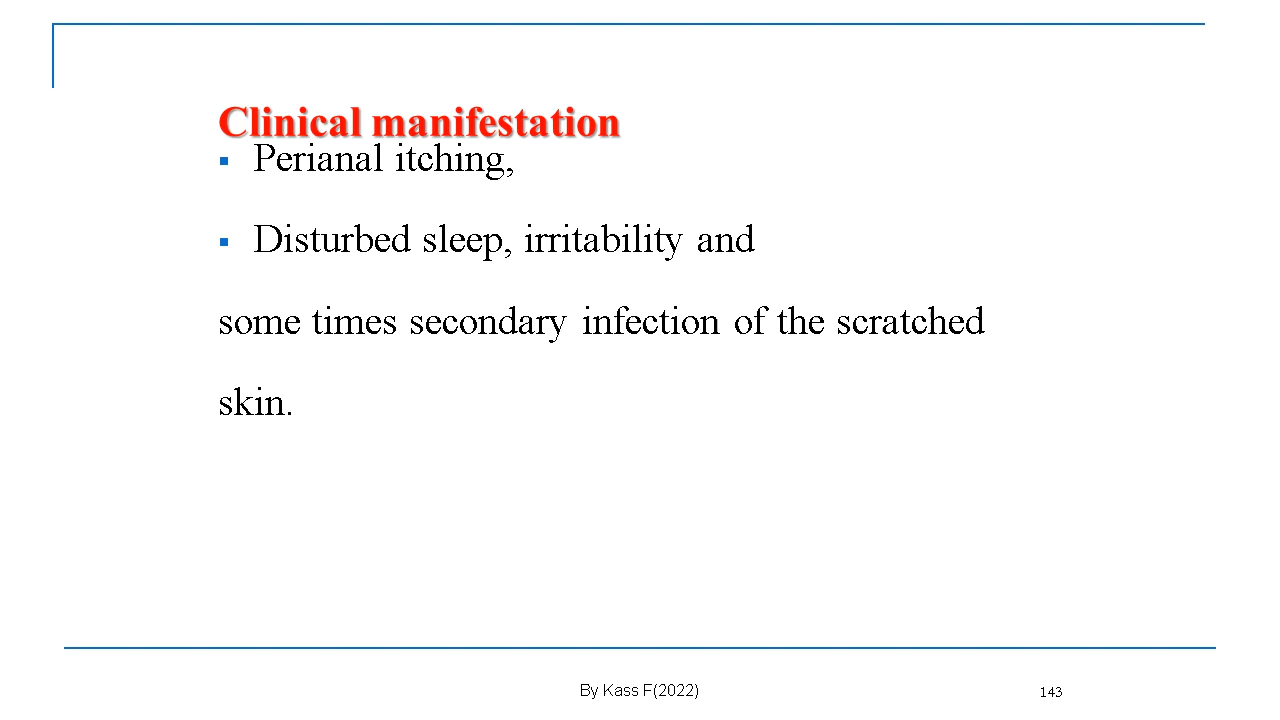 Clinical manifestation
▪ Perianal itching,
▪ Disturbed sleep, irritability and
some times secondary infection of the scratched
skin.
By Kass F(2022)
143